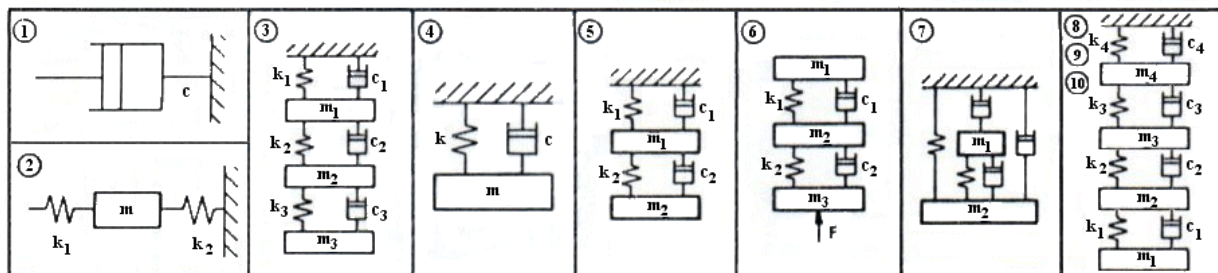 ① c
② k₁ m k₂
③ k₁ c₁
m₁
k₂ c₂
m₂
k₃ c₃
m₃
④ k c
m
⑤ k₁ c₁
m₁
k₂ c₂
m₂
⑥ m₁
k₁ c₁
m₂
k₂ c₂
m₃
F
⑦ m₁
m₂
⑧ ⑨ ⑩ k₄ c₄
m₄
k₃ c₃
m₃
k₂ c₂
m₂
k₁ c₁
m₁